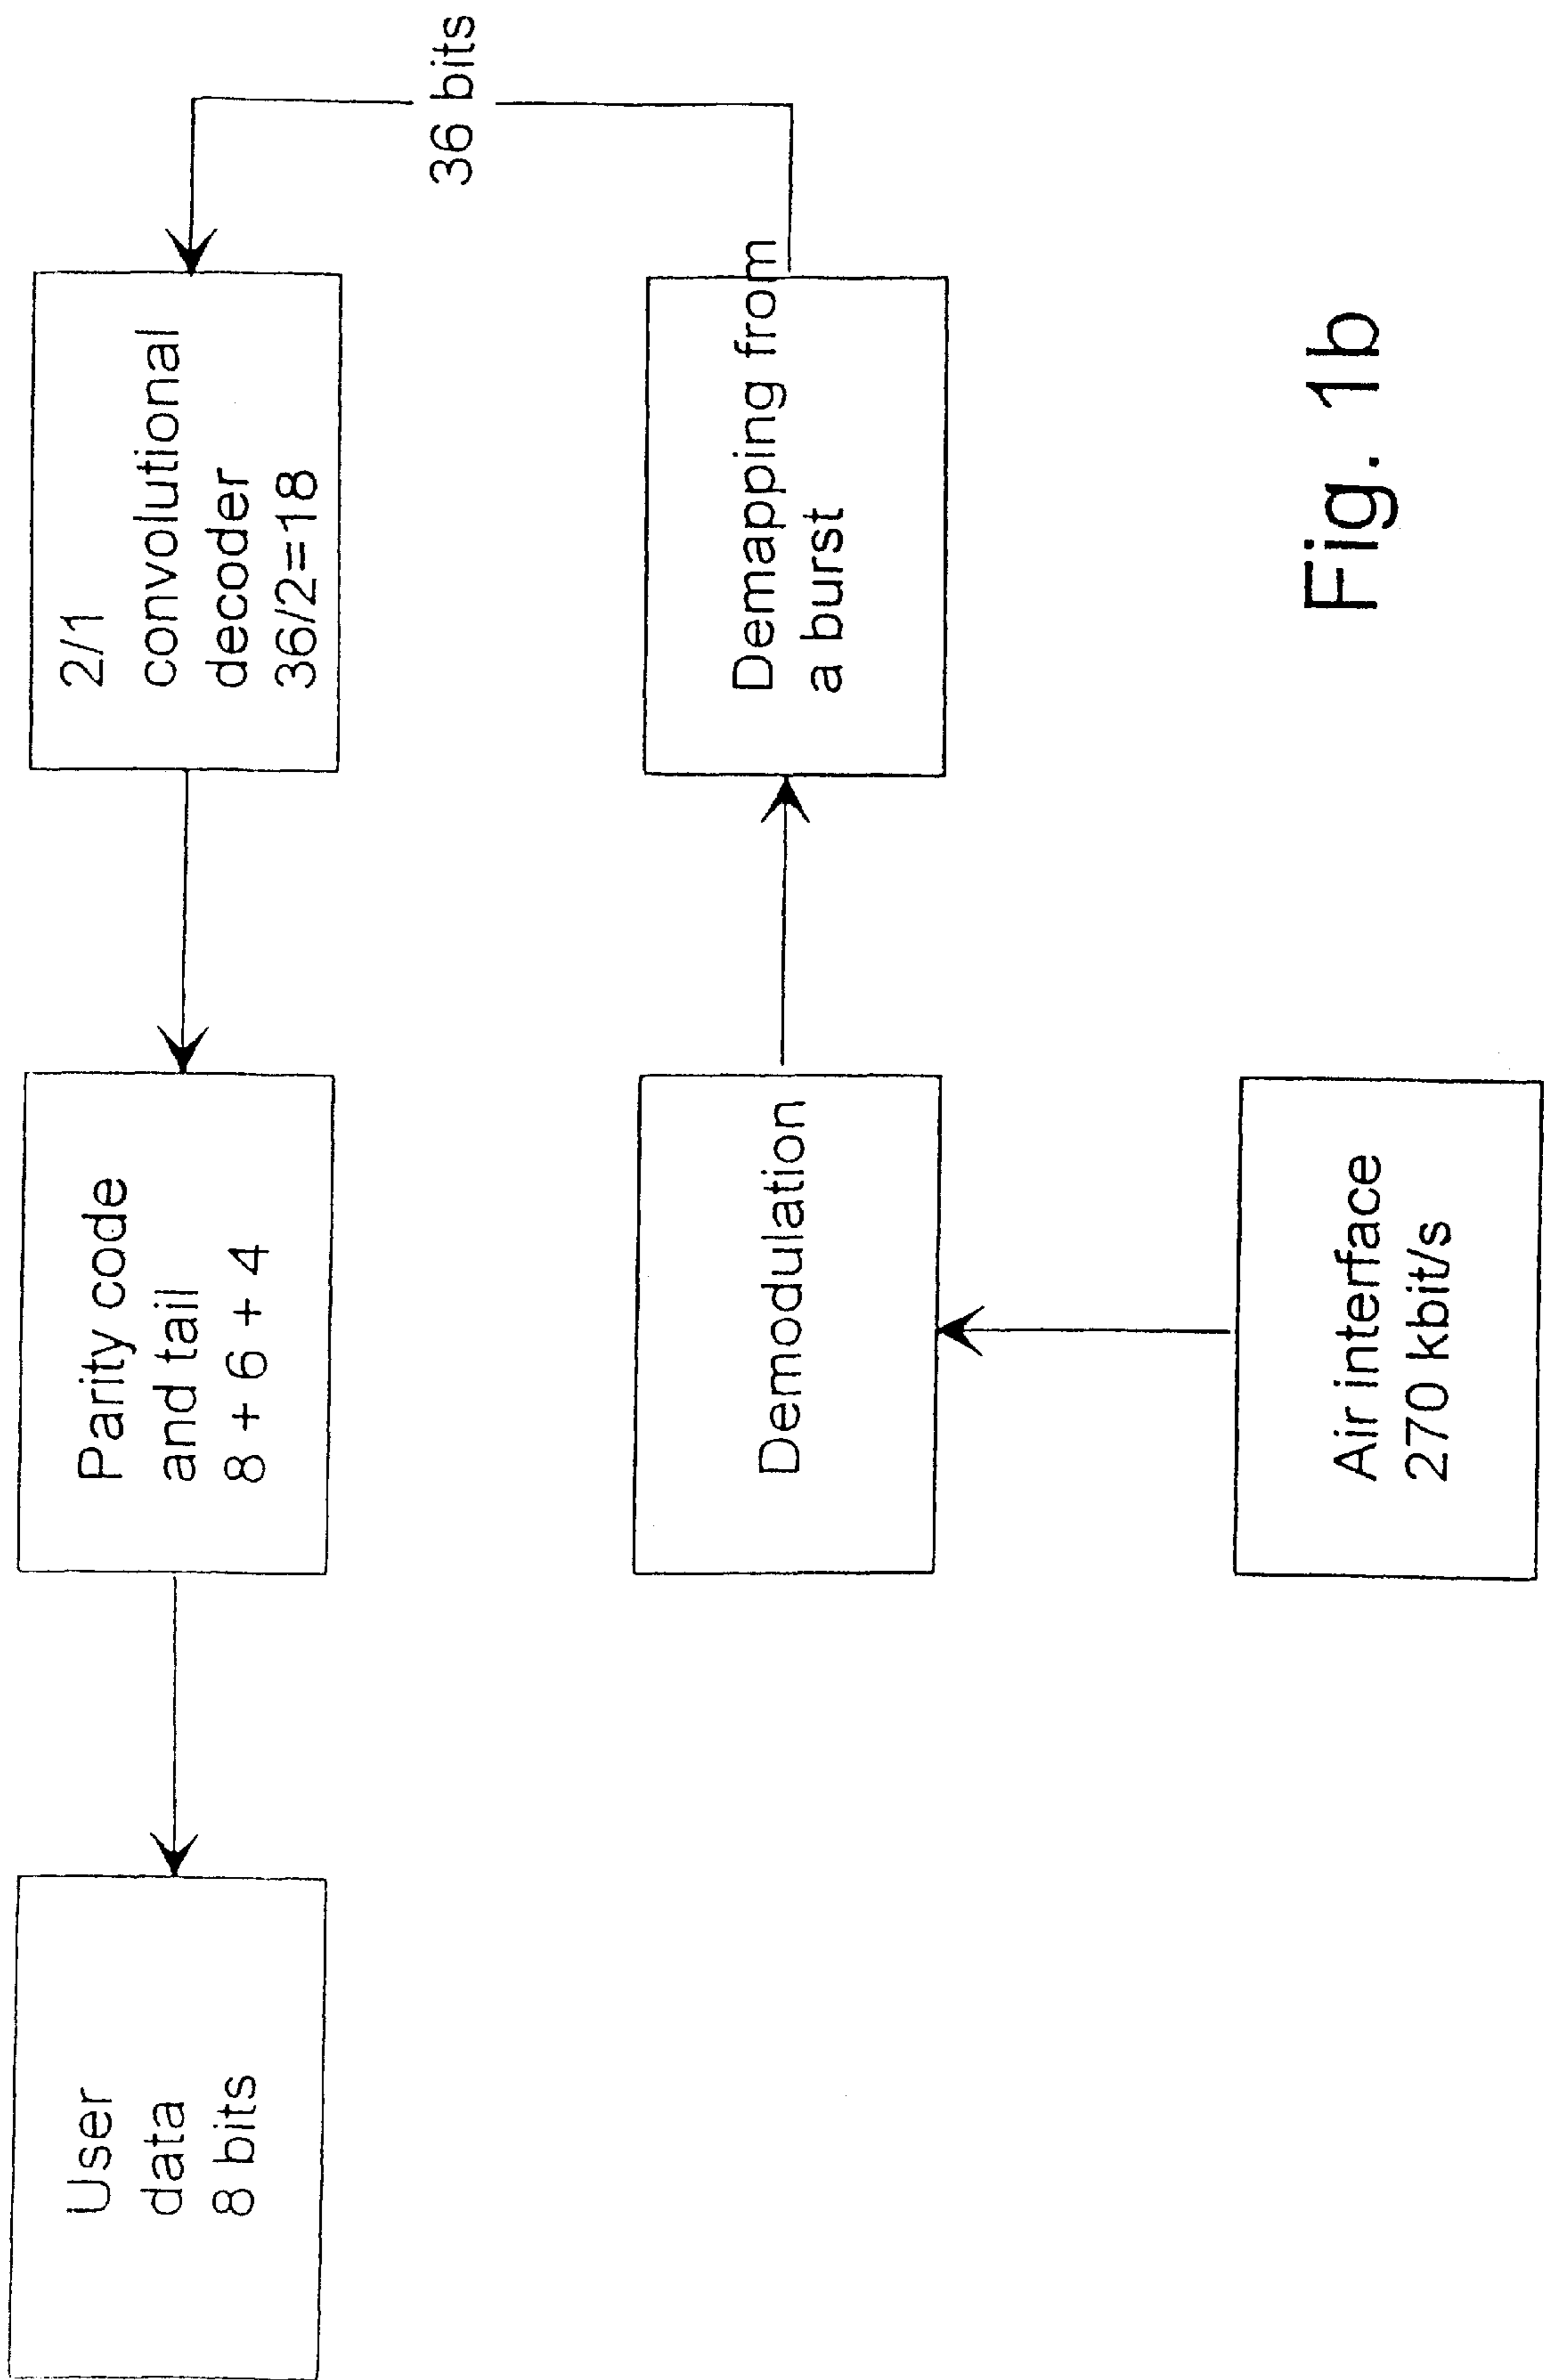 User
data
8 bits
Parity code
and tail
8 + 6 + 4
2/1
convolutional
decoder
36/2=18
36 bits
Demodulation
Demapping from
a burst
Air interface
270 kbit/s
Fig. 1b